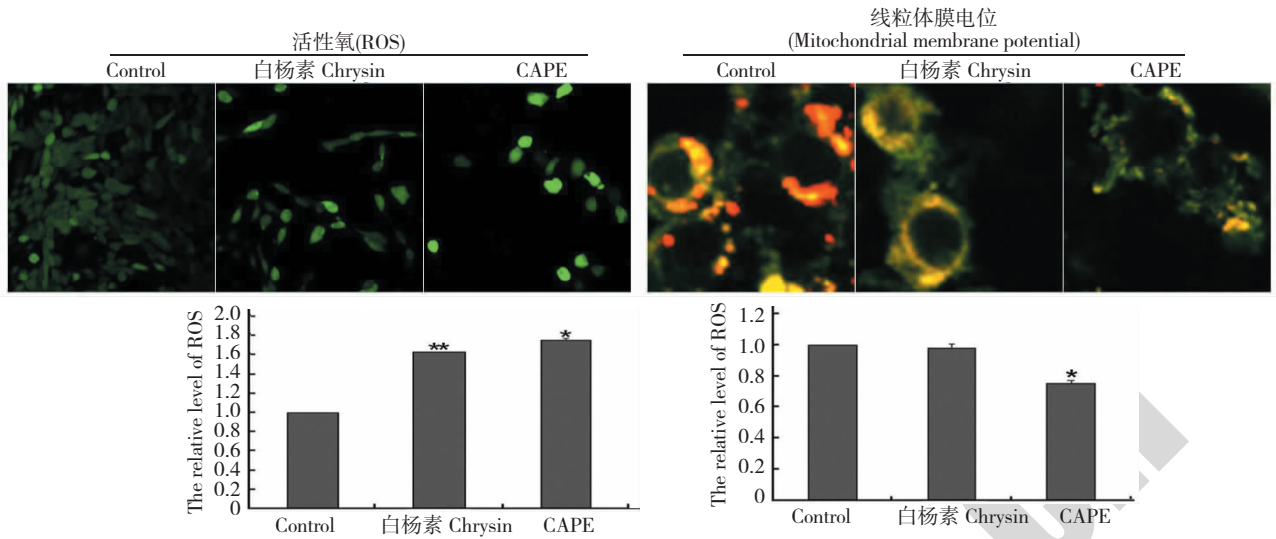 活性氧(ROS)
Control 白杨素 Chrysin CAPE
线粒体膜电位
(Mitochondrial membrane potential)
Control 白杨素 Chrysin CAPE
The relative level of ROS
2.0
1.8
1.6
1.4
1.2
1.0
0.8
0.6
0.4
0.2
0
**
*
Control 白杨素 Chrysin CAPE
The relative level of ROS
1.2
1.0
0.8
0.6
0.4
0.2
0
*
Control 白杨素 Chrysin CAPE